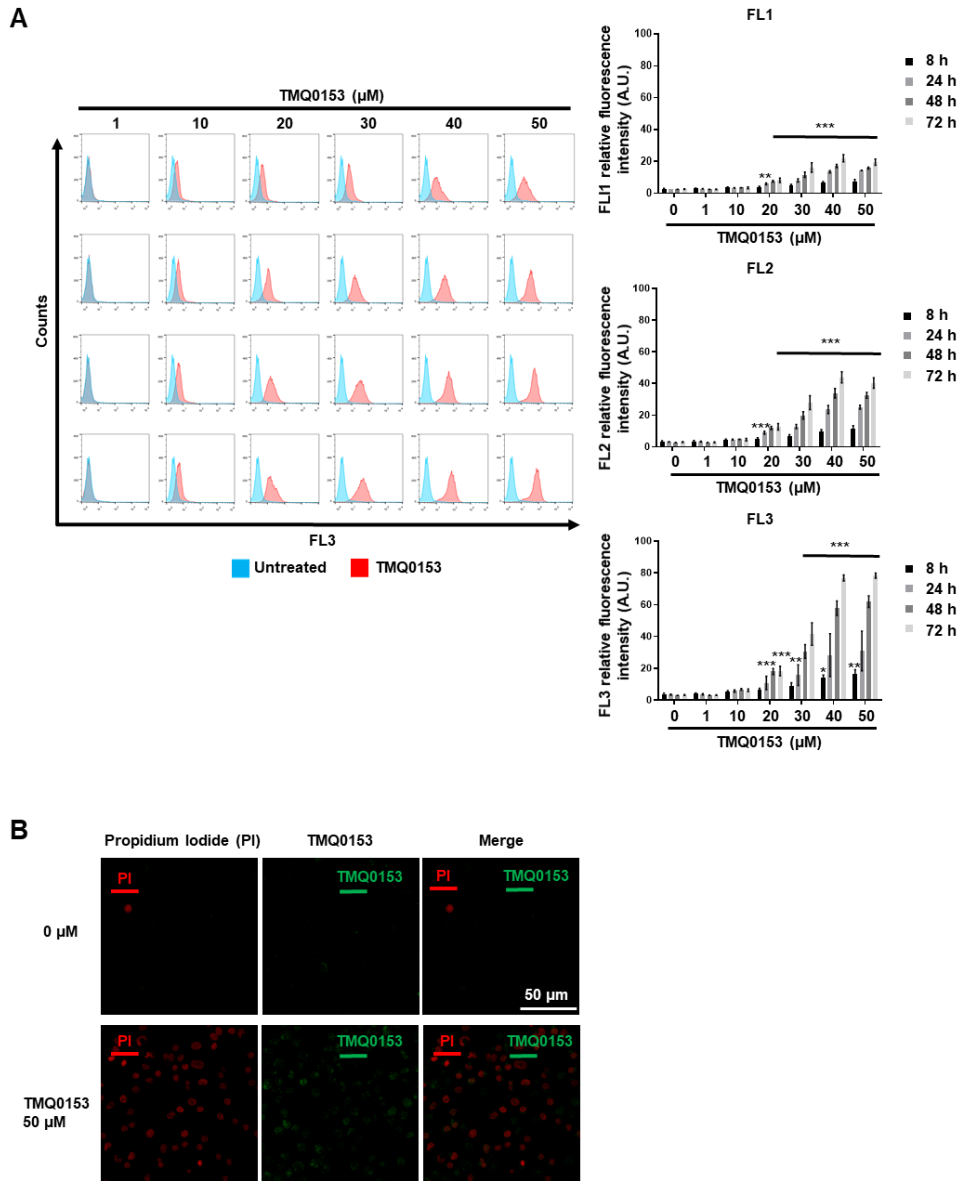 A
TMQ0153 (µM)
1 10 20 30 40 50
Counts
FL3
Untreated TMQ0153
FL1
FLI1 relative fluorescence
intensity (A.U.)
100
80
60
40
20
0
** ***
0 1 10 20 30 40 50
TMQ0153 (µM)
8 h
24 h
48 h
72 h
FL2
FL2 relative fluorescence
intensity (A.U.)
100
80
60
40
20
0
*** ***
0 1 10 20 30 40 50
TMQ0153 (µM)
8 h
24 h
48 h
72 h
FL3
FL3 relative fluorescence
intensity (A.U.)
100
80
60
40
20
0
*** *** ** * ** ***
0 1 10 20 30 40 50
TMQ0153 (µM)
8 h
24 h
48 h
72 h
B
Propidium Iodide (PI) TMQ0153 Merge
0 µM
PI TMQ0153 PI TMQ0153
50 µm
TMQ0153
50 µM
PI TMQ0153 PI TMQ0153